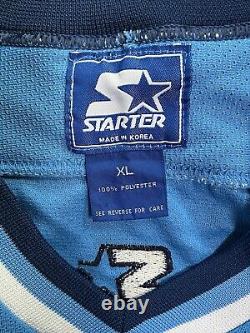 STARTER
MADE IN KOREA
XL
100% POLYESTER
SEE REVERSE FOR CARE